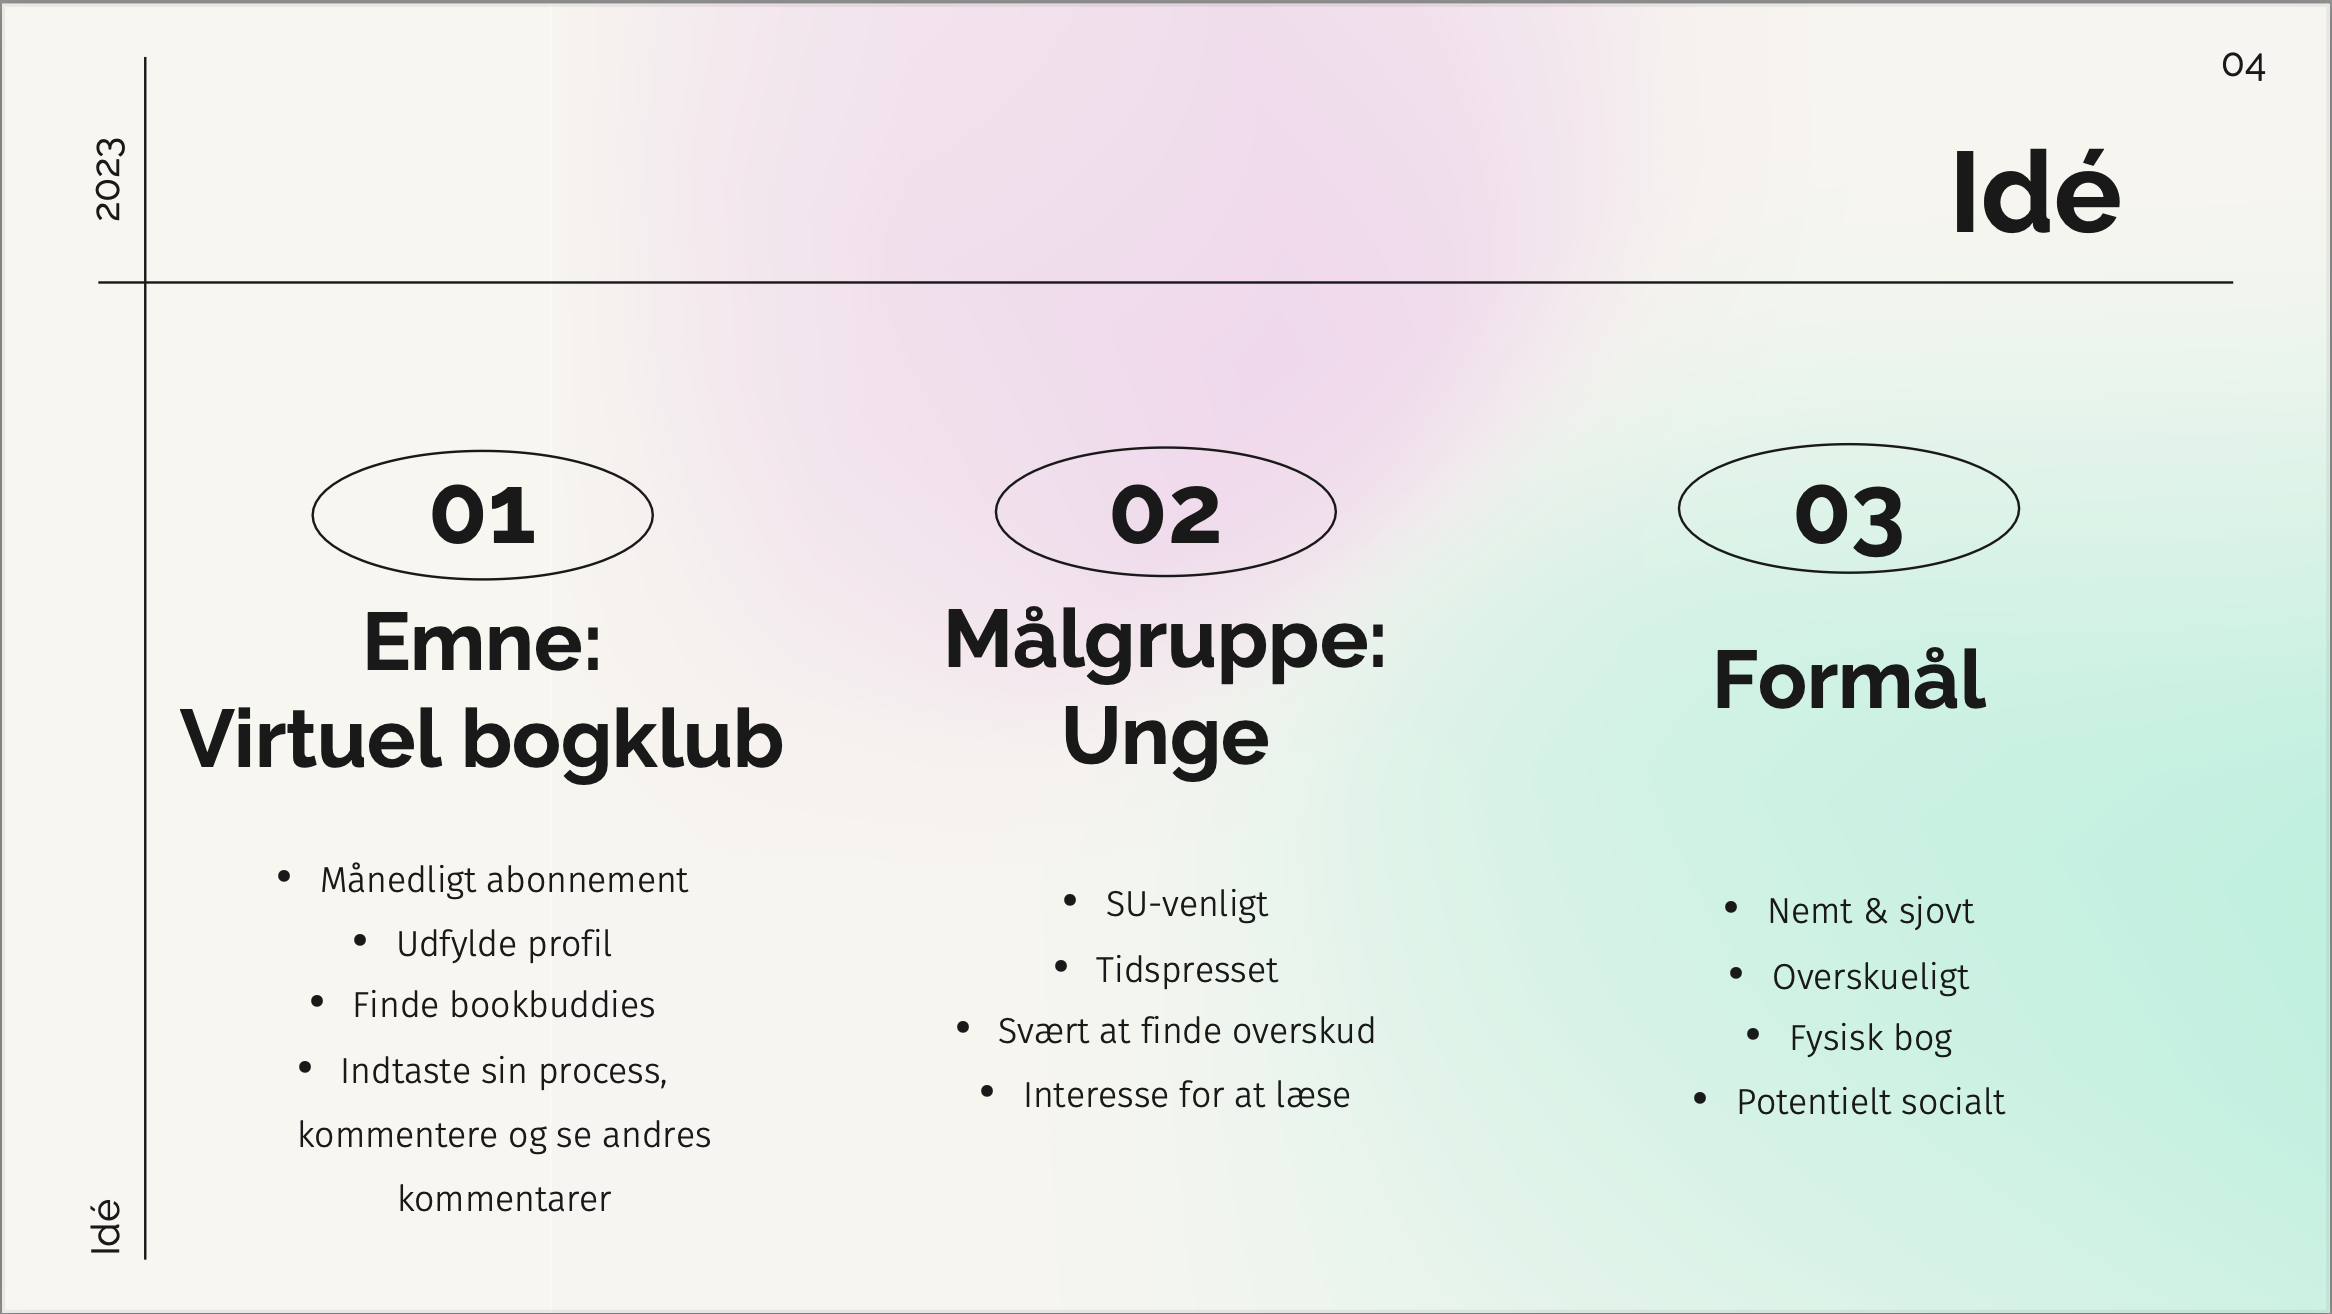 04
2023
Idé
01
Emne:
Virtuel bogklub
• Månedligt abonnement
• Udfylde profil
• Finde bookbuddies
• Indtaste sin process,
kommentere og se andres
kommentarer
02
Målgruppe:
Unge
• SU-venligt
• Tidspresset
• Svært at finde overskud
• Interesse for at læse
03
Formål
• Nemt & sjovt
• Overskueligt
• Fysisk bog
• Potentielt socialt
Idé